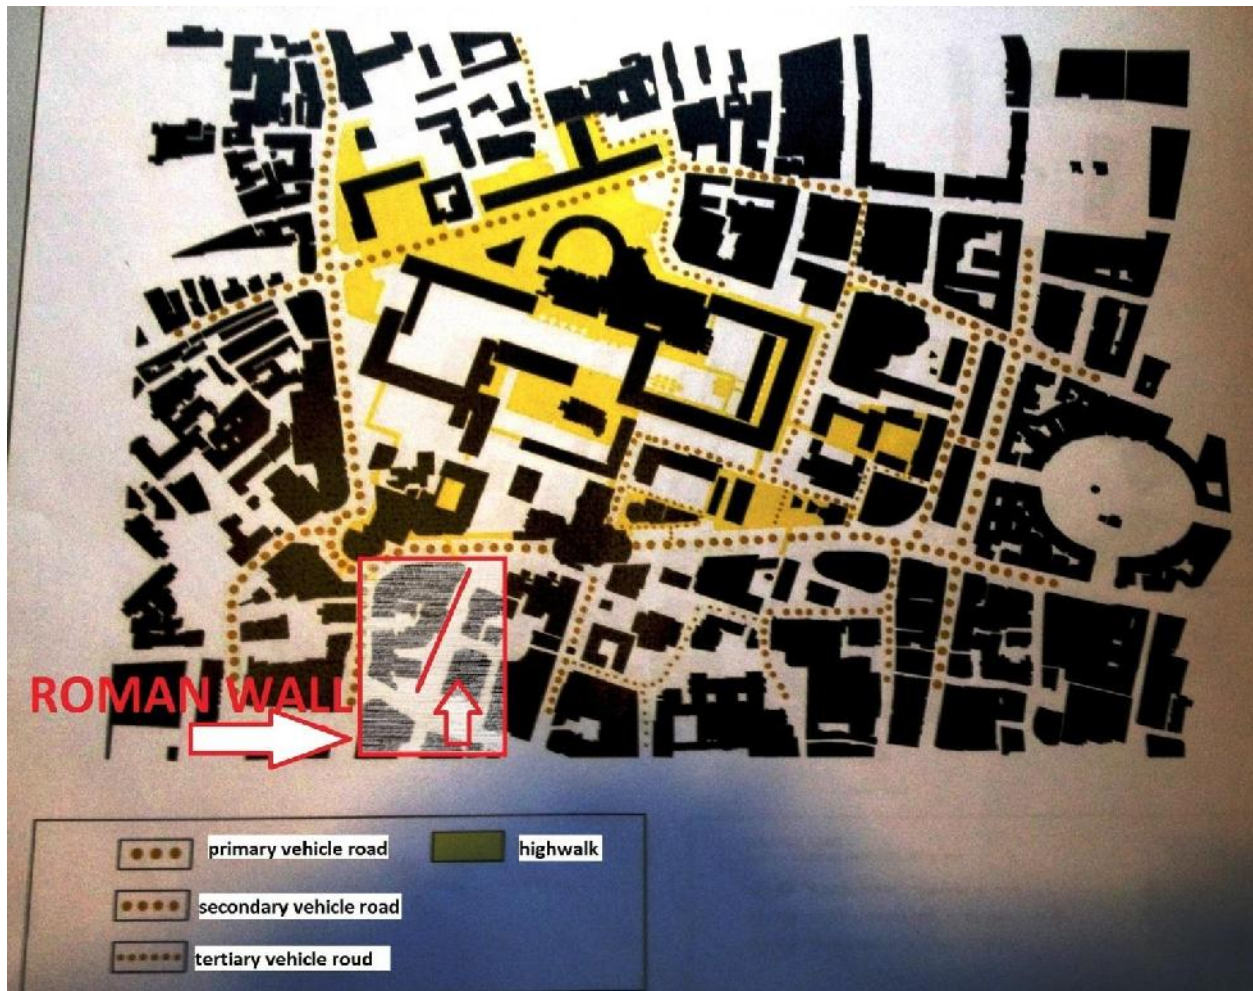 ROMAN WALL
primary vehicle road
highwalk
secondary vehicle road
tertiary vehicle roud